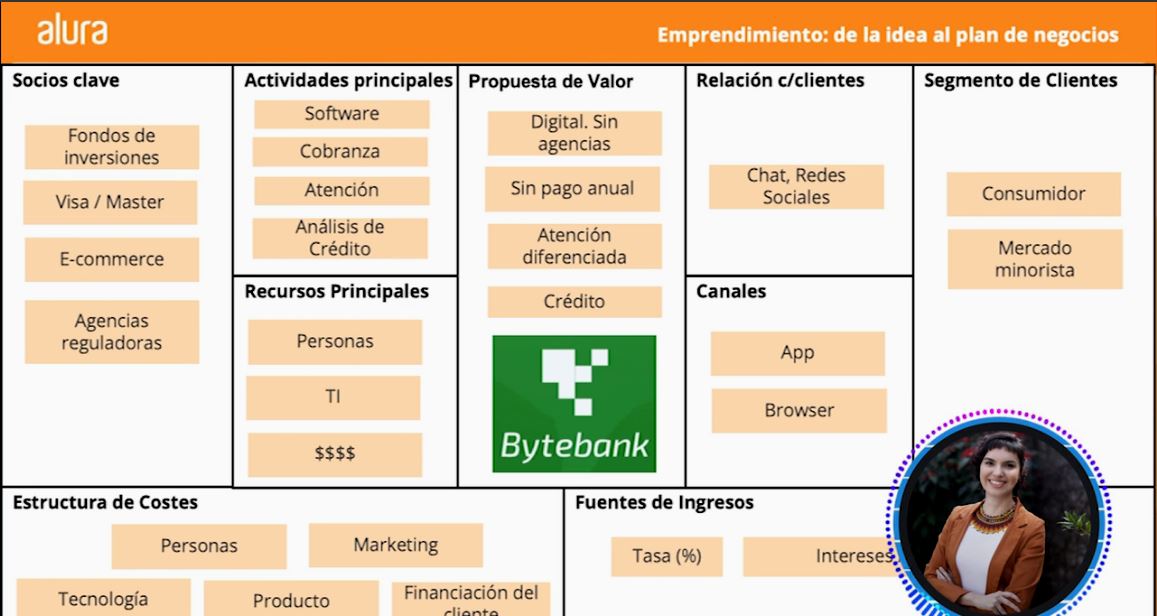 alura
Emprendimiento: de la idea al plan de negocios
Socios clave
Fondos de
inversiones
Visa / Master
E-commerce
Agencias
reguladoras
Actividades principales
Software
Cobranza
Atención
Análisis de
Crédito
Recursos Principales
Personas
TI
$$$$
Propuesta de Valor
Digital. Sin
agencias
Sin pago anual
Atención
diferenciada
Crédito
Bytebank
Relación c/clientes
Chat, Redes
Sociales
Canales
App
Browser
Segmento de Clientes
Consumidor
Mercado
minorista
Estructura de Costes
Personas
Marketing
Tecnología
Producto
Financiación del
cliente
Fuentes de Ingresos
Tasa (%)
Intereses